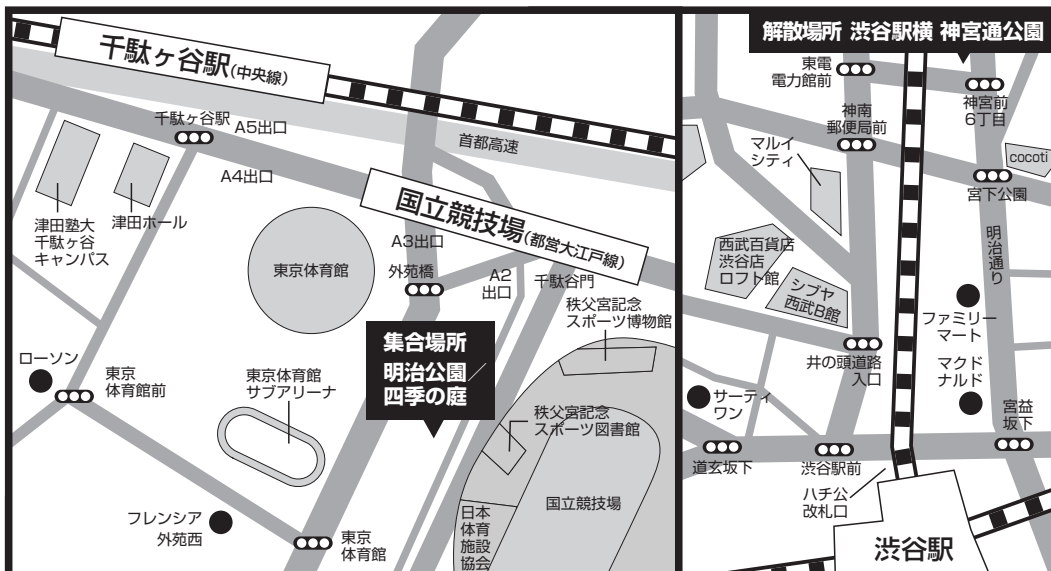 千駄ヶ谷駅(中央線)
千駄ヶ谷駅
A5出口
首都高速
A4出口
津田塾大
千駄ヶ谷
キャンパス
津田ホール
国立競技場(都営大江戸線)
東京体育館
A3出口
外苑橋
A2
出口
千駄谷門
秩父宮記念
スポーツ博物館
集合場所
明治公園/
四季の庭
ローソン
東京
体育館前
東京体育館
サブアリーナ
秩父宮記念
スポーツ図書館
国立競技場
日本
体育
施設
協会
フレンシア
外苑西
東京
体育館
解散場所 渋谷駅横 神宮通公園
東電
電力館前
神宮前
6丁目
神南
郵便局前
マルイ
シティ
cocoti
宮下公園
明治通り
西武百貨店
渋谷店
ロフト館
シブヤ
西武B館
ファミリー
マート
井の頭道路
入口
マクド
ナルド
サーティ
ワン
宮益
坂下
道玄坂下
渋谷駅前
ハチ公
改札口
渋谷駅